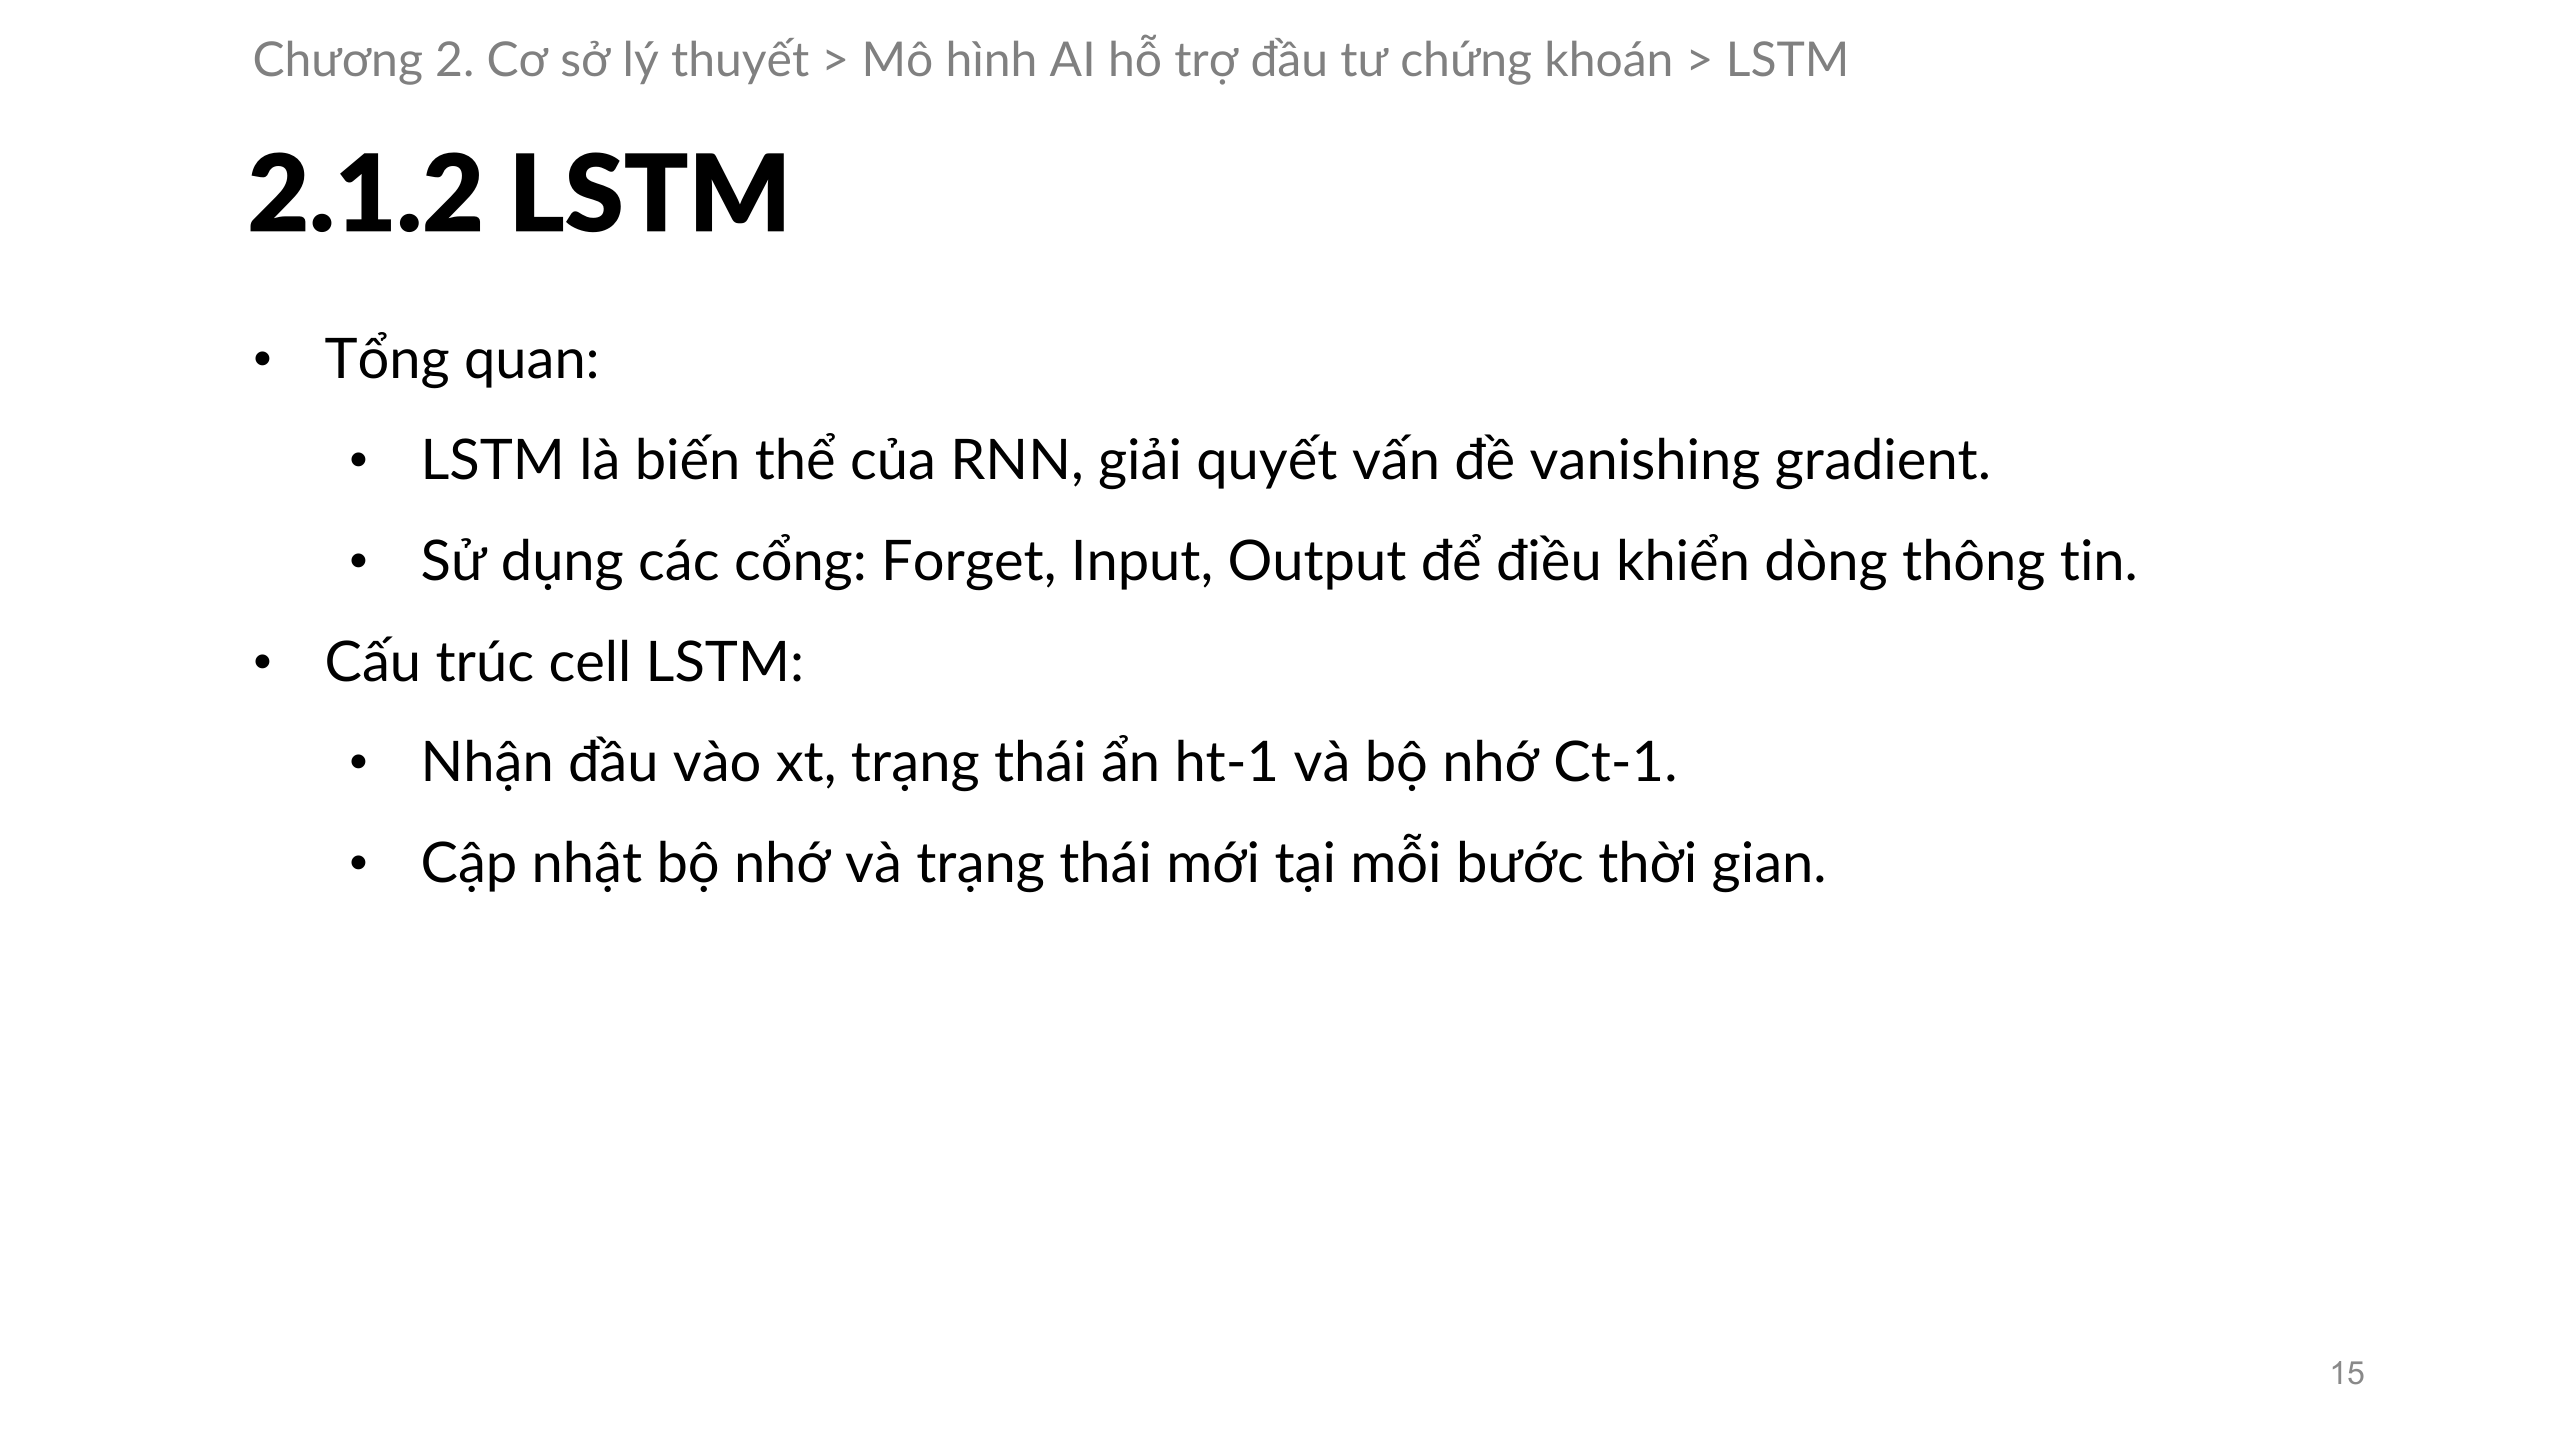 Chương 2. Cơ sở lý thuyết > Mô hình AI hỗ trợ đầu tư chứng khoán > LSTM
2.1.2 LSTM
• Tổng quan:
• LSTM là biến thể của RNN, giải quyết vấn đề vanishing gradient.
• Sử dụng các cổng: Forget, Input, Output để điều khiển dòng thông tin.
• Cấu trúc cell LSTM:
• Nhận đầu vào xt, trạng thái ẩn ht-1 và bộ nhớ Ct-1.
• Cập nhật bộ nhớ và trạng thái mới tại mỗi bước thời gian.
15